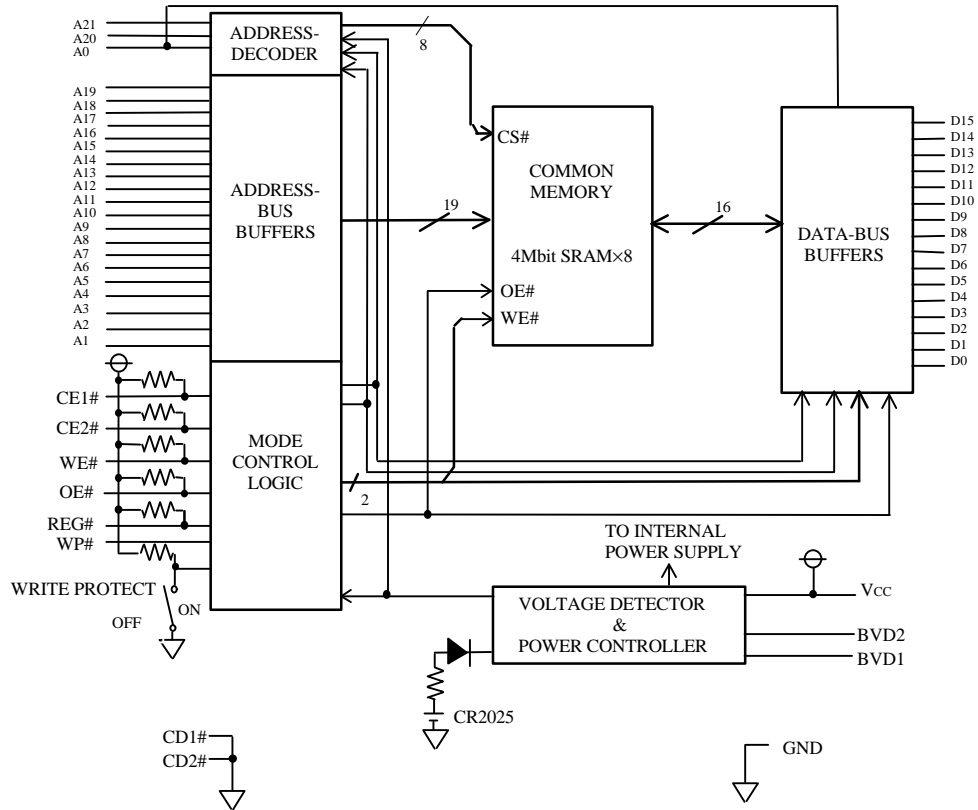 A21
A20
A0
ADDRESS-
DECODER
8
A19
A18
A17
A16
A15
A14
A13
A12
A11
A10
A9
A8
A7
A6
A5
A4
A3
A2
A1
ADDRESS-
BUS
BUFFERS
19
CS#
COMMON
MEMORY
4Mbit SRAM×8
OE#
WE#
16
DATA-BUS
BUFFERS
D15
D14
D13
D12
D11
D10
D9
D8
D7
D6
D5
D4
D3
D2
D1
D0
CE1#
CE2#
WE#
OE#
REG#
WP#
MODE
CONTROL
LOGIC
2
WRITE PROTECT
ON
OFF
TO INTERNAL
POWER SUPPLY
VOLTAGE DETECTOR
&
POWER CONTROLLER
VCC
BVD2
BVD1
CR2025
CD1#
CD2#
GND